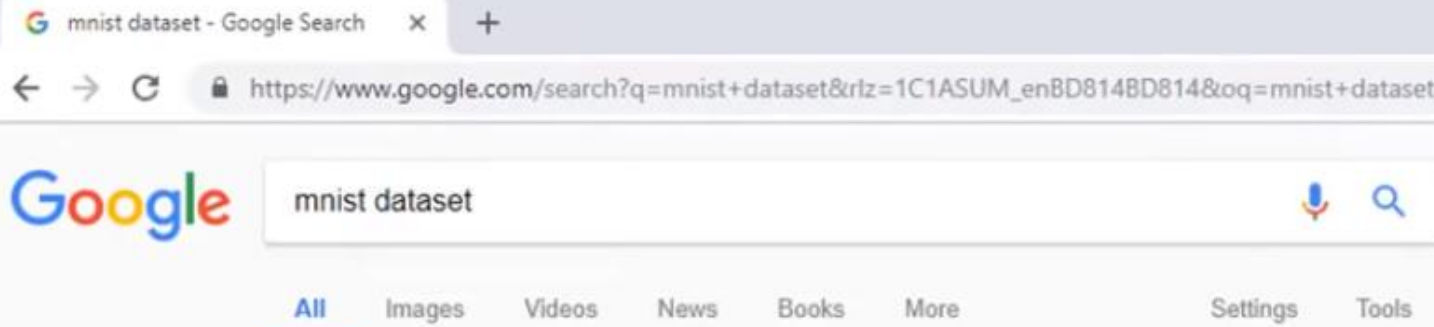 mnist dataset - Google Search
https://www.google.com/search?q=mnist+dataset&rlz=1C1ASUM_enBD814BD814&oq=mnist+dataset
Google mnist dataset
All Images Videos News Books More Settings Tools